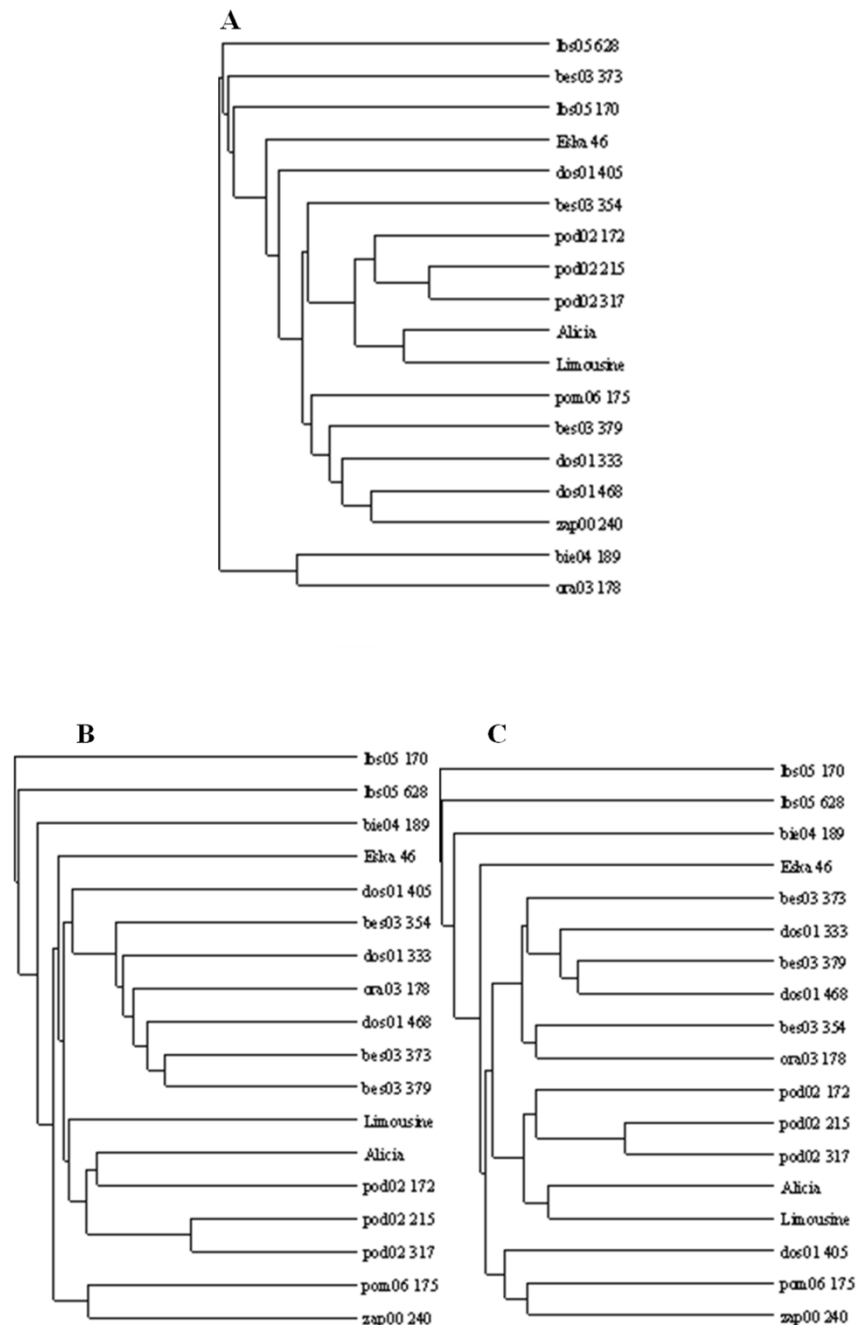 A
lbs05 628
bes03 373
lbs05 170
Eska 46
dos01 405
bes03 354
pod02 172
pod02 215
pod02 317
Alicia
Limousine
pom06 175
bes03 379
dos01 333
dos01 468
zap00 240
bie04 189
ora03 178
B
lbs05 170
lbs05 628
bie04 189
Eska 46
dos01 405
bes03 354
dos01 333
ora03 178
dos01 468
bes03 373
bes03 379
Limousine
Alicia
pod02 172
pod02 215
pod02 317
pom06 175
zap00 240
C
lbs05 170
lbs05 628
bie04 189
Eska 46
bes03 373
dos01 333
bes03 379
dos01 468
bes03 354
ora03 178
pod02 172
pod02 215
pod02 317
Alicia
Limousine
dos01 405
pom06 175
zap00 240